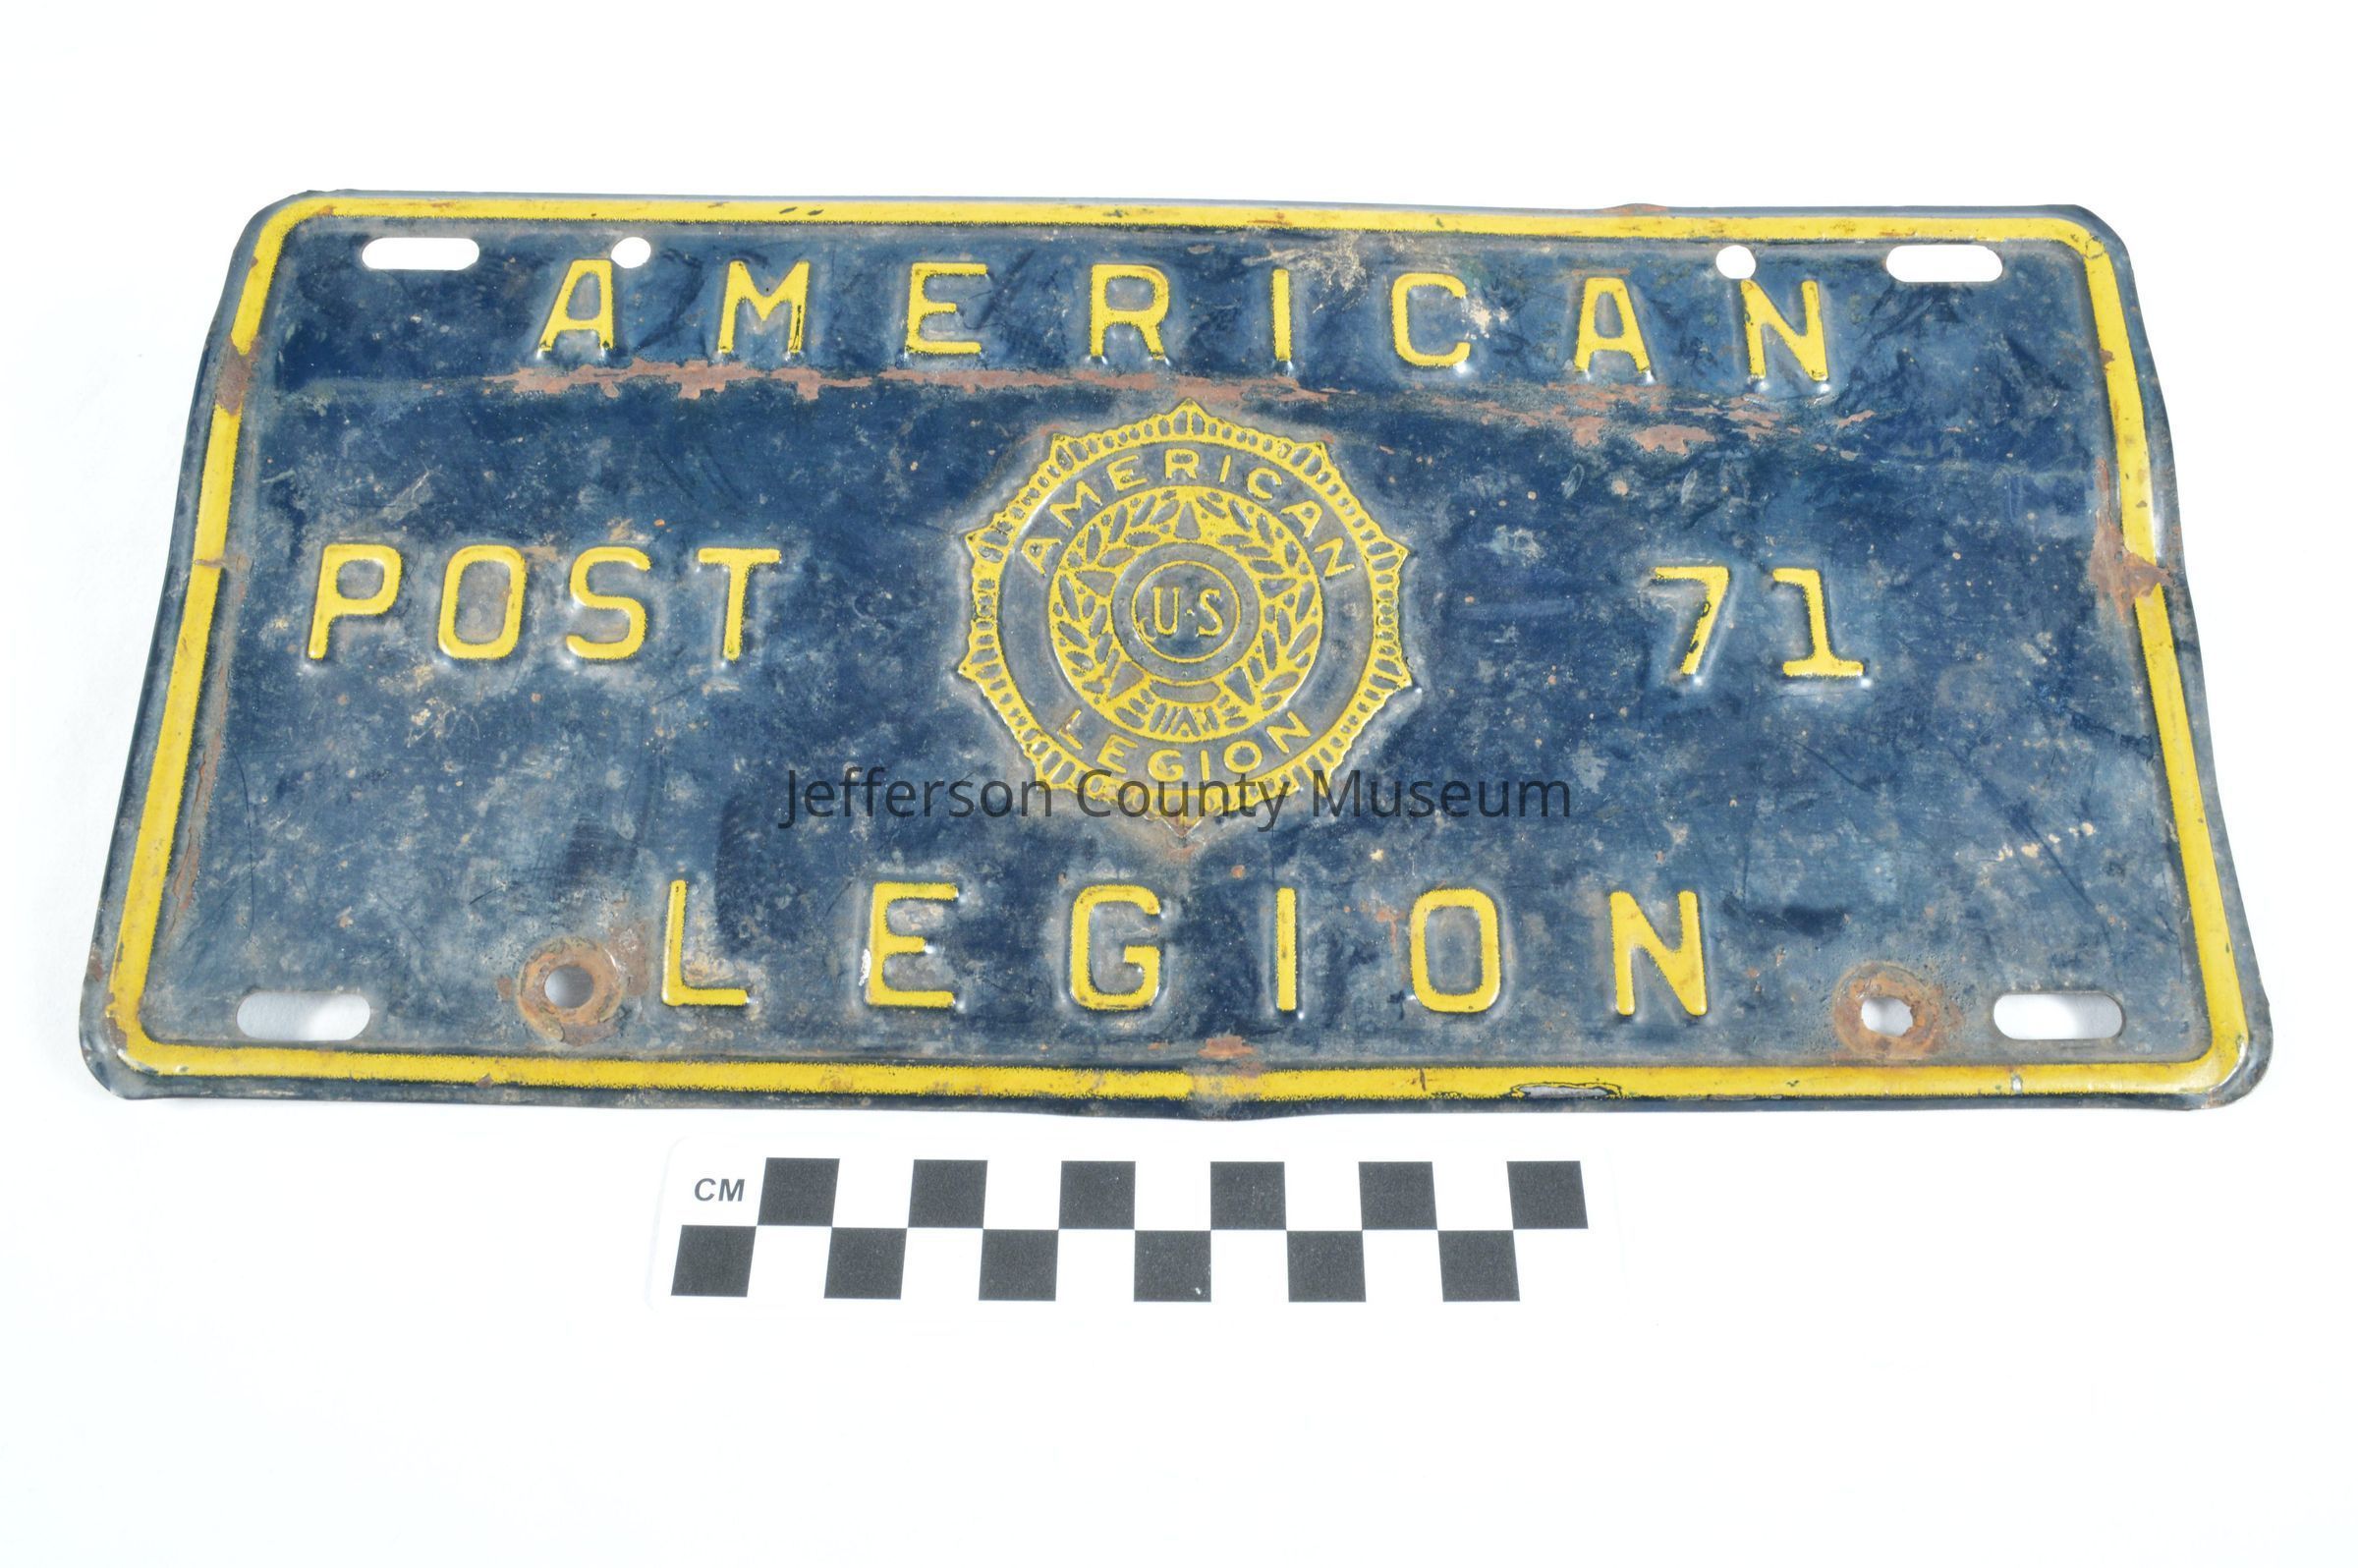 AMERICAN
POST 71
AMERICAN
U.S
LEGION
Jefferson County Museum
LEGION
CM